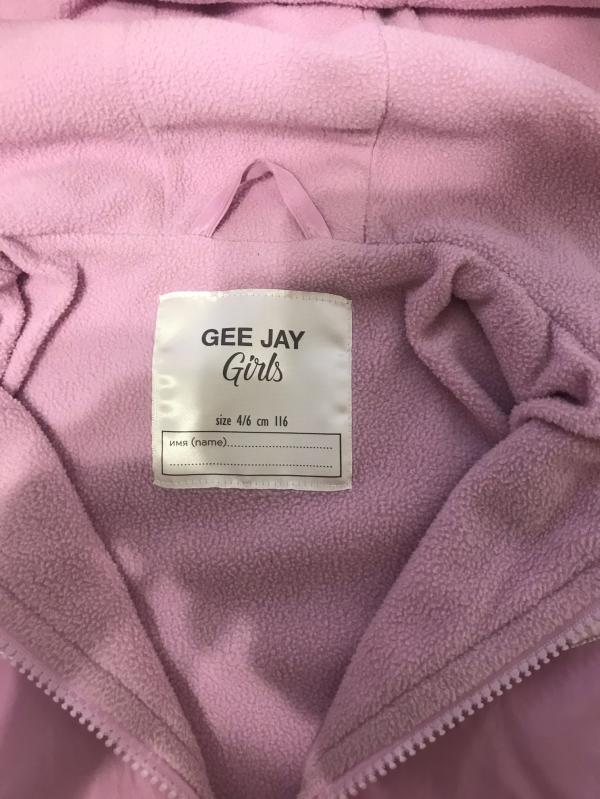 GEE JAY
Girls
size 4/6 cm 116
имя (name)..............................
..............................................